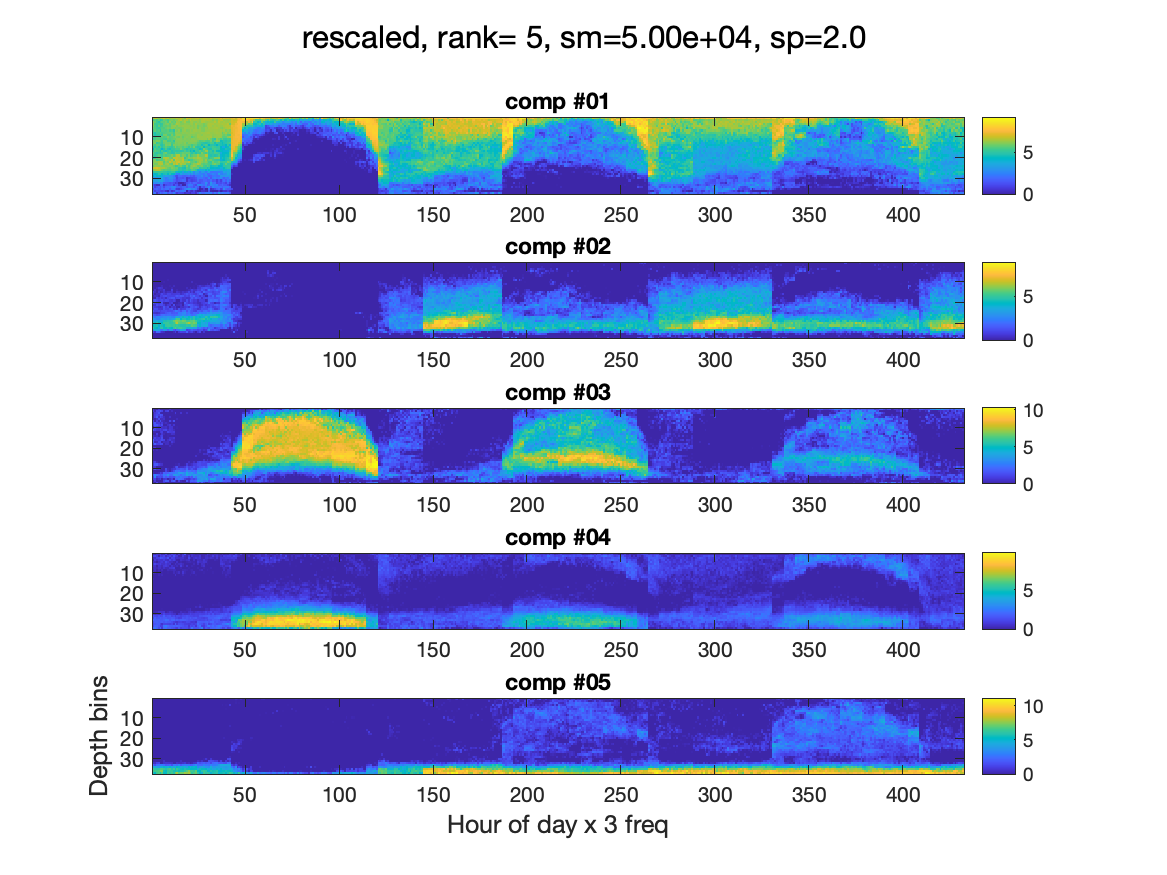 rescaled, rank= 5, sm=5.00e+04, sp=2.0
comp #01
10
20
30
50 100 150 200 250 300 350 400
5
0
comp #02
10
20
30
50 100 150 200 250 300 350 400
5
0
comp #03
10
20
30
50 100 150 200 250 300 350 400
10
5
0
comp #04
10
20
30
50 100 150 200 250 300 350 400
5
0
comp #05
Depth bins
10
20
30
50 100 150 200 250 300 350 400
10
5
0
Hour of day x 3 freq